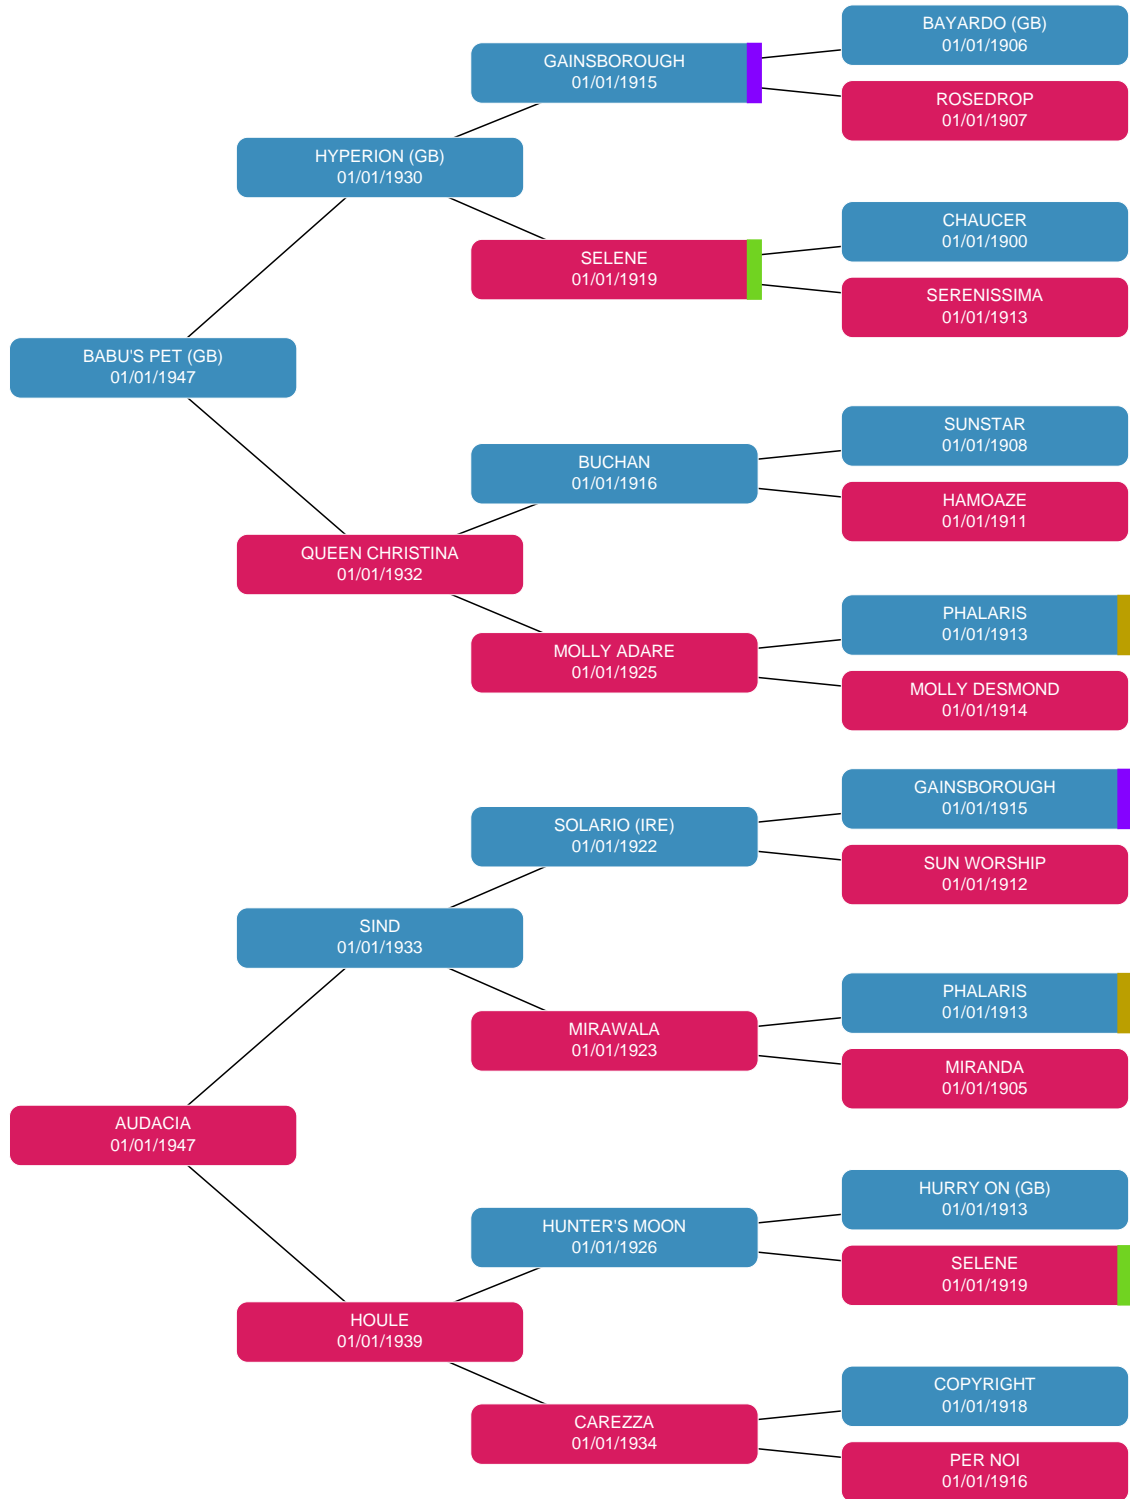 BAYARDO (GB)
01/01/1906
GAINSBOROUGH
01/01/1915
ROSEDROP
01/01/1907
HYPERION (GB)
01/01/1930
CHAUCER
01/01/1900
SELENE
01/01/1919
SERENISSIMA
01/01/1913
BABU'S PET (GB)
01/01/1947
SUNSTAR
01/01/1908
BUCHAN
01/01/1916
HAMOAZE
01/01/1911
QUEEN CHRISTINA
01/01/1932
PHALARIS
01/01/1913
MOLLY ADARE
01/01/1925
MOLLY DESMOND
01/01/1914
GAINSBOROUGH
01/01/1915
SOLARIO (IRE)
01/01/1922
SUN WORSHIP
01/01/1912
SIND
01/01/1933
PHALARIS
01/01/1913
MIRAWALA
01/01/1923
MIRANDA
01/01/1905
AUDACIA
01/01/1947
HURRY ON (GB)
01/01/1913
HUNTER'S MOON
01/01/1926
SELENE
01/01/1919
HOULE
01/01/1939
COPYRIGHT
01/01/1918
CAREZZA
01/01/1934
PER NOI
01/01/1916